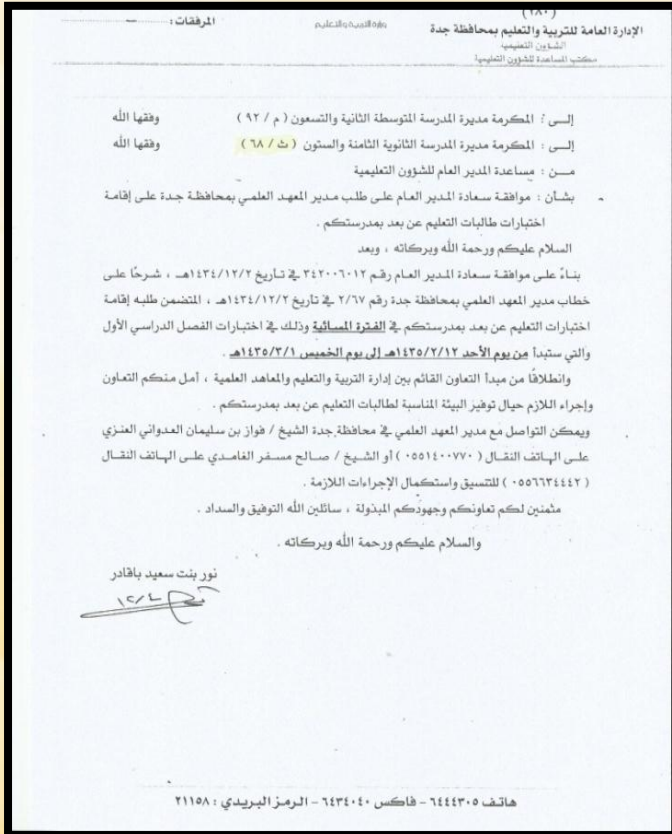 (٢٨٠)
الإدارة العامة للتربية والتعليم بمحافظة جدة
الشؤون التعليمية
مكتب المساعدة للشؤون التعليمية
وزارة التربية والتعليم
المرفقات :
إلــى : المكرمة مديرة المدرسة المتوسطة الثانية والتسعون ( م / ٩٢ ) وفقها الله
إلــى : المكرمة مديرة المدرسة الثانوية الثامنة والستون ( ث / ٦٨ ) وفقها الله
مــن : مساعدة المدير العام للشؤون التعليمية
بشأن : موافقة سعادة المدير العام على طلب مدير المعهد العلمي بمحافظة جدة على إقامة
اختبارات طالبات التعليم عن بعد بمدرستكم .
السلام عليكم ورحمة الله وبركاته ، وبعد
بناءً على موافقة سعادة المدير العام رقم ٣٤٢٠٠٦٠١٢ في تأريخ ١٤٣٤/١٢/٢هـ ، شرحًا على
خطاب مدير المعهد العلمي بمحافظة جدة رقم ٢/٦٧ في تأريخ ١٤٣٤/١٢/٢هـ ، المتضمن طلبه إقامة
اختبارات التعليم عن بعد بمدرستكم في الفترة المسائية وذلك في اختبارات الفصل الدراسي الأول
والتي ستبدأ من يوم الأحد ١٤٣٥/٢/١٢هـ إلى يوم الخميس ١٤٣٥/٣/١هـ .
وانطلاقًا من مبدأ التعاون القائم بين إدارة التربية والتعليم والمعاهد العلمية ، أمل منكم التعاون
وإجراء اللازم حيال توفير البيئة المناسبة لطالبات التعليم عن بعد بمدرستكم .
ويمكن التواصل مع مدير المعهد العلمي في محافظة جدة الشيخ / فواز بن سليمان العدواني العنزي
على الهاتف النقال ( ٠٥٥١٤٠٠٧٧٠ ) أو الشيخ / صالح مسفر الغامدي على الهاتف النقال
( ٠٥٥٦٦٣٤٤٤٢ ) للتنسيق واستكمال الإجراءات اللازمة .
مثمنين لكم تعاونكم وجهودكم المبذولة ، سائلين الله التوفيق والسداد .
والسلام عليكم ورحمة الله وبركاته .
نور بنت سعيد باقادر
هاتف ٦٤٤٤٣٠٥ - فاكس ٦٤٣٤٠٤٠ - الرمز البريدي : ٢١١٥٨